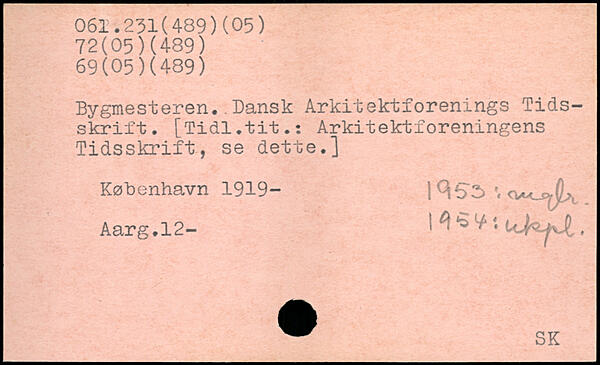 061.231(489)(05)
72(05)(489)
69(05)(489)
Bygmesteren. Dansk Arkitektforenings Tids-
skrift. [Tidl.tit.: Arkitektforeningens
Tidsskrift, se dette.]
København 1919-
1953: mglr.
Aarg.12-
1954: ukpl.
SK